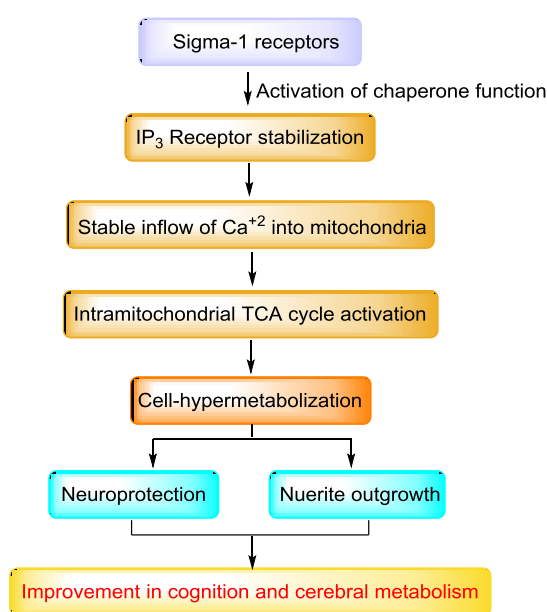 Sigma-1 receptors
Activation of chaperone function
IP₃ Receptor stabilization
Stable inflow of Ca⁺² into mitochondria
Intramitochondrial TCA cycle activation
Cell-hypermetabolization
Neuroprotection
Nuerite outgrowth
Improvement in cognition and cerebral metabolism